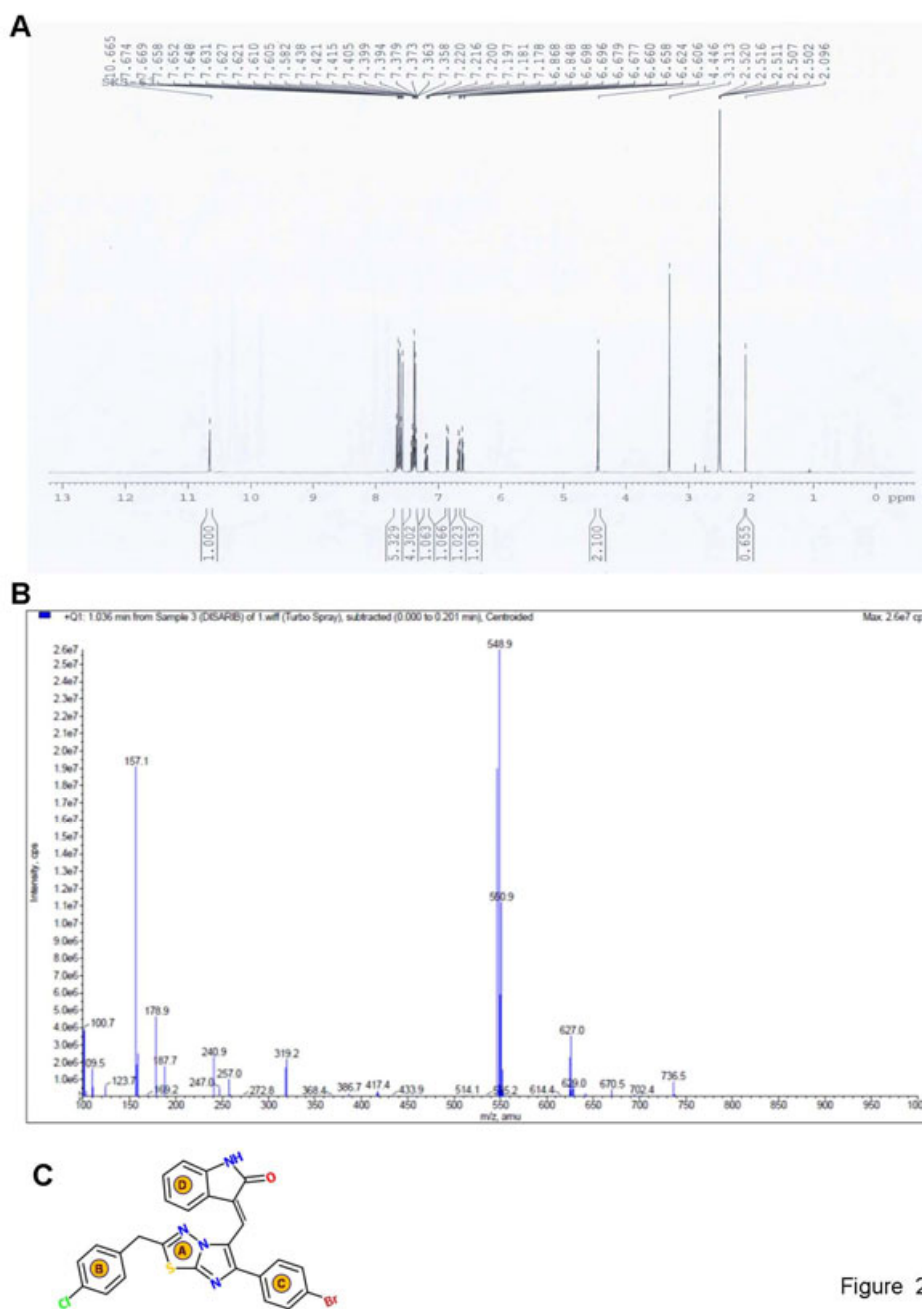 A
10.665
7.674
7.669
7.658
7.652
7.648
7.631
7.627
7.621
7.610
7.605
7.582
7.438
7.421
7.415
7.405
7.399
7.394
7.379
7.373
7.363
7.358
7.220
7.216
7.200
7.197
7.181
7.178
6.868
6.848
6.698
6.696
6.679
6.677
6.660
6.658
6.624
6.606
4.446
3.313
2.520
2.516
2.511
2.507
2.502
2.096
13 12 11 10 9 8 7 6 5 4 3 2 1 0 ppm
1.000 5.329 4.302 1.063 1.066 1.023 1.035 2.100 0.655
B
+Q1: 1.036 min from Sample 3 (DISARIB) of 1.wiff (Turbo Spray), subtracted (0.000 to 0.201 min), Centroided
Max. 2.6e7 cp
2.6e7
2.5e7
2.4e7
2.3e7
2.2e7
2.1e7
2.0e7
1.9e7
1.8e7
1.7e7
1.6e7
1.5e7
1.4e7
1.3e7
1.2e7
1.1e7
1.0e7
9.0e6
8.0e6
7.0e6
6.0e6
5.0e6
4.0e6
3.0e6
2.0e6
1.0e6
Intensity, cps
548.9
157.1
550.9
178.9
100.7
627.0
240.9
319.2
187.7
09.5
257.0
736.5
123.7
169.2
247.0
272.8
368.4
386.7
417.4
433.9
514.1
614.4
629.0
670.5
702.4
100 150 200 250 300 350 400 450 500 550 600 650 700 750 800 850 900 950 100
m/z, amu
C
NH
O
D
N
N
A
S
N
B
C
Cl
Br
Figure 2